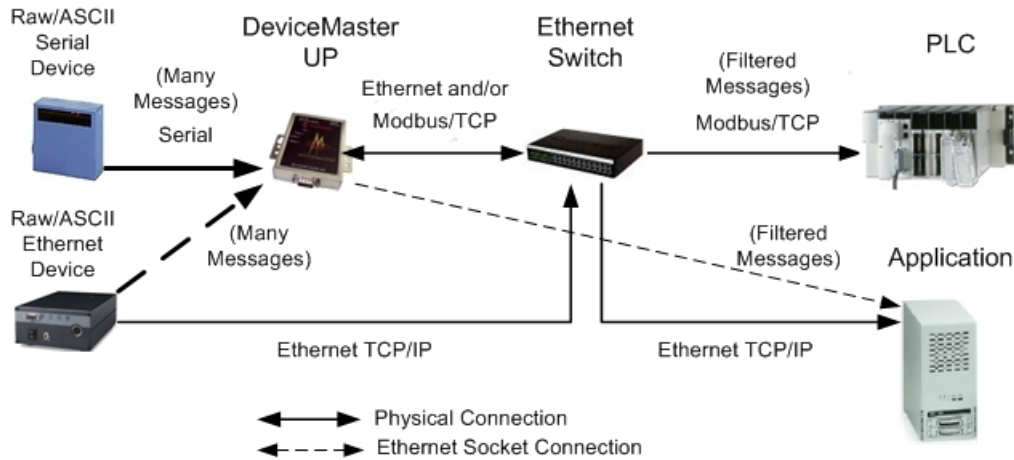 Raw/ASCII
Serial
Device
DeviceMaster
UP
Ethernet
Switch
PLC
(Many
Messages)
Serial
Ethernet and/or
Modbus/TCP
(Filtered
Messages)
Modbus/TCP
Raw/ASCII
Ethernet
Device
(Many
Messages)
(Filtered
Messages)
Application
Ethernet TCP/IP
Ethernet TCP/IP
Physical Connection
Ethernet Socket Connection